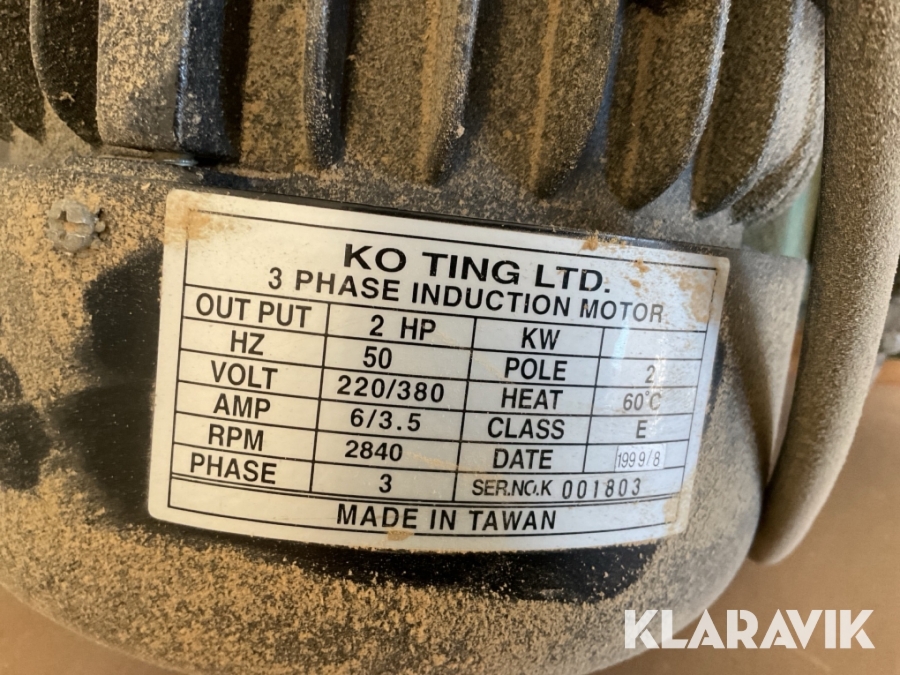 KO TING LTD.
3 PHASE INDUCTION MOTOR
OUT PUT 2 HP KW
HZ 50 POLE 2
VOLT 220/380 HEAT 60°C
AMP 6/3.5 CLASS E
RPM 2840 DATE 1999/8
PHASE 3 SER.NO.K 001803
MADE IN TAWAN
KLARAVIK